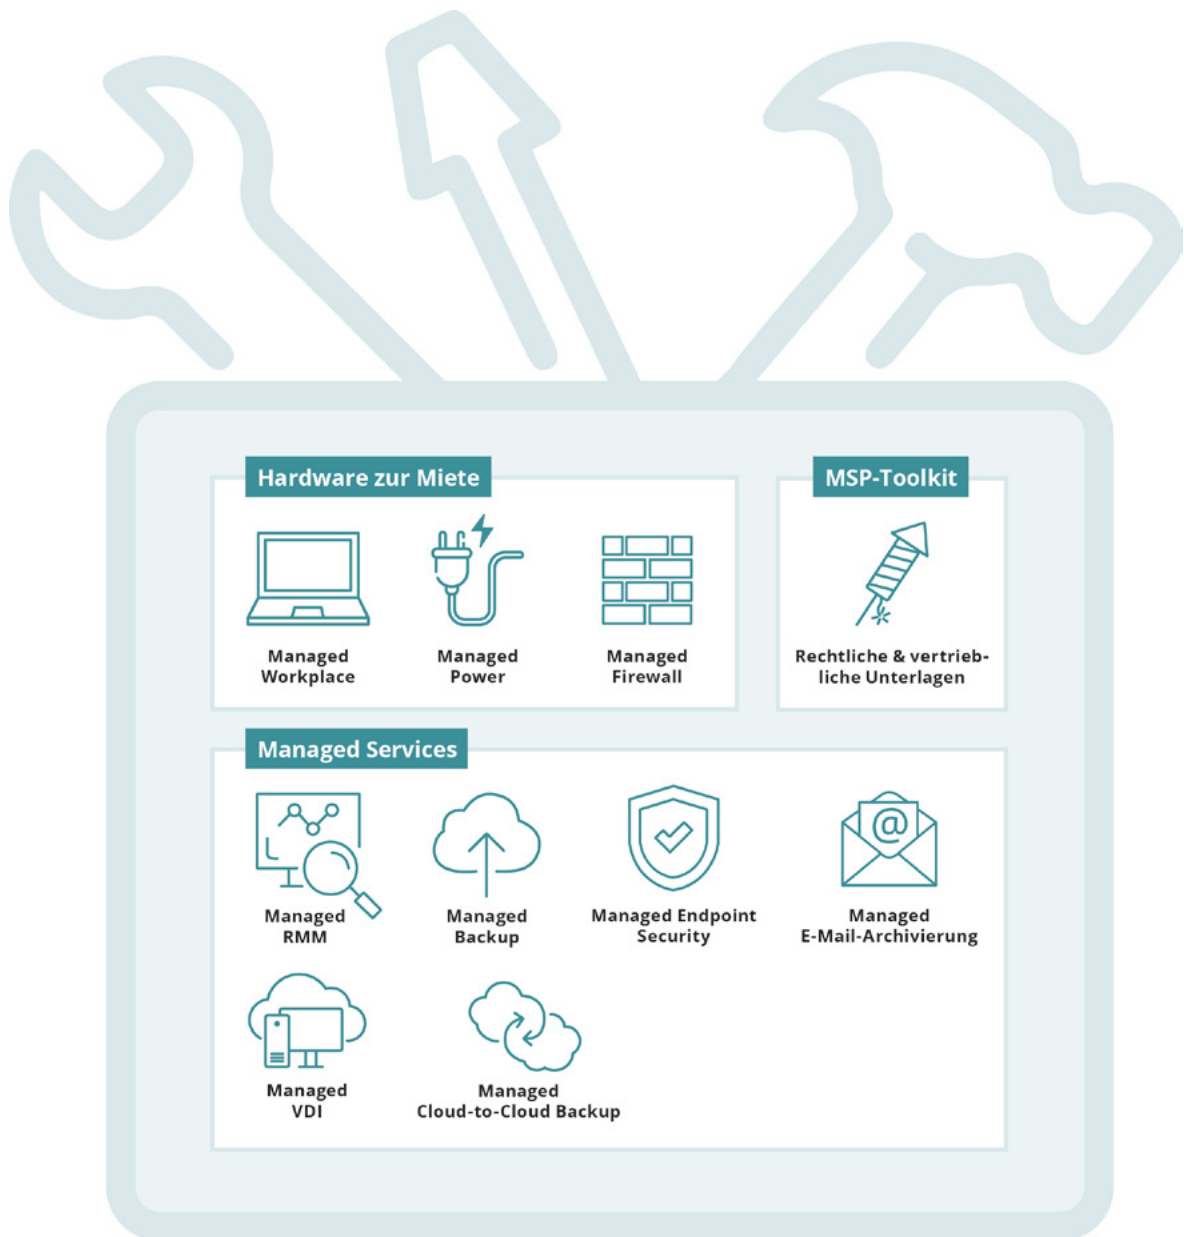 Hardware zur Miete
Managed
Workplace
Managed
Power
Managed
Firewall
MSP-Toolkit
Rechtliche & vertrieb-
liche Unterlagen
Managed Services
Managed
RMM
Managed
Backup
Managed Endpoint
Security
@
Managed
E-Mail-Archivierung
Managed
VDI
Managed
Cloud-to-Cloud Backup